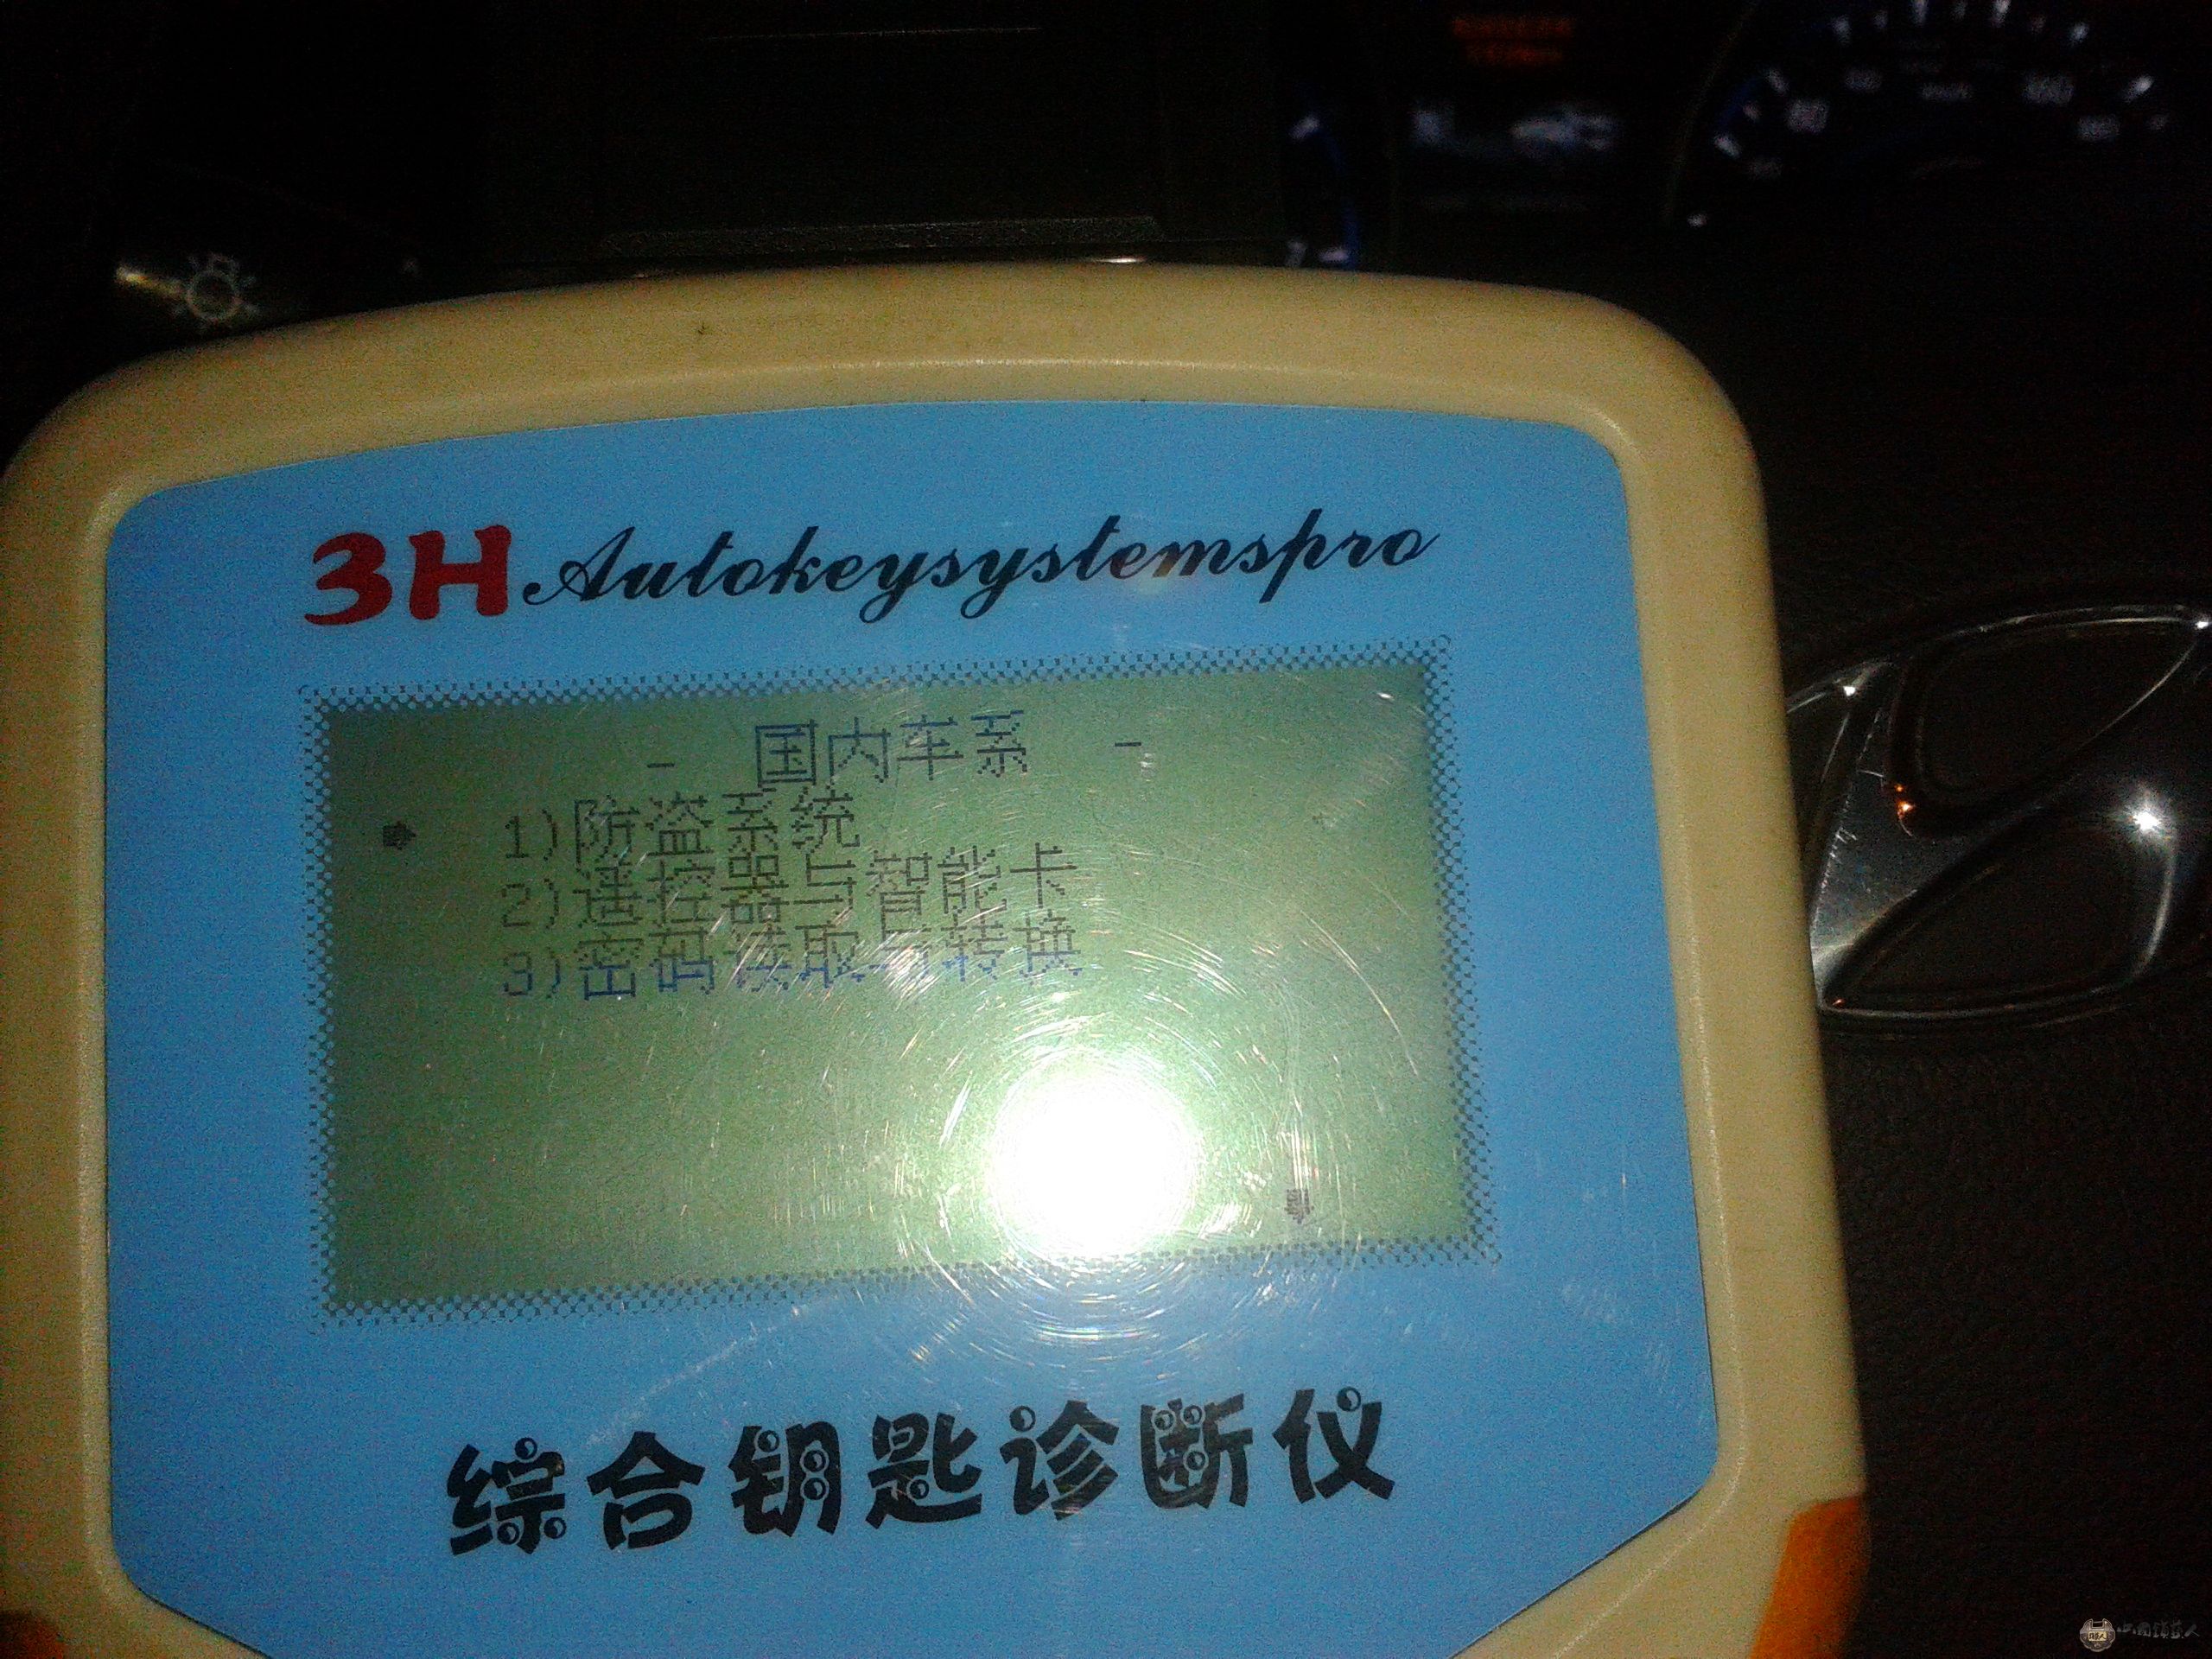 3H Autokeysystemspro
- 国内车系 -
1)防盗系统
2)遥控器与智能卡
3)密码读取与转换
综合钥匙诊断仪